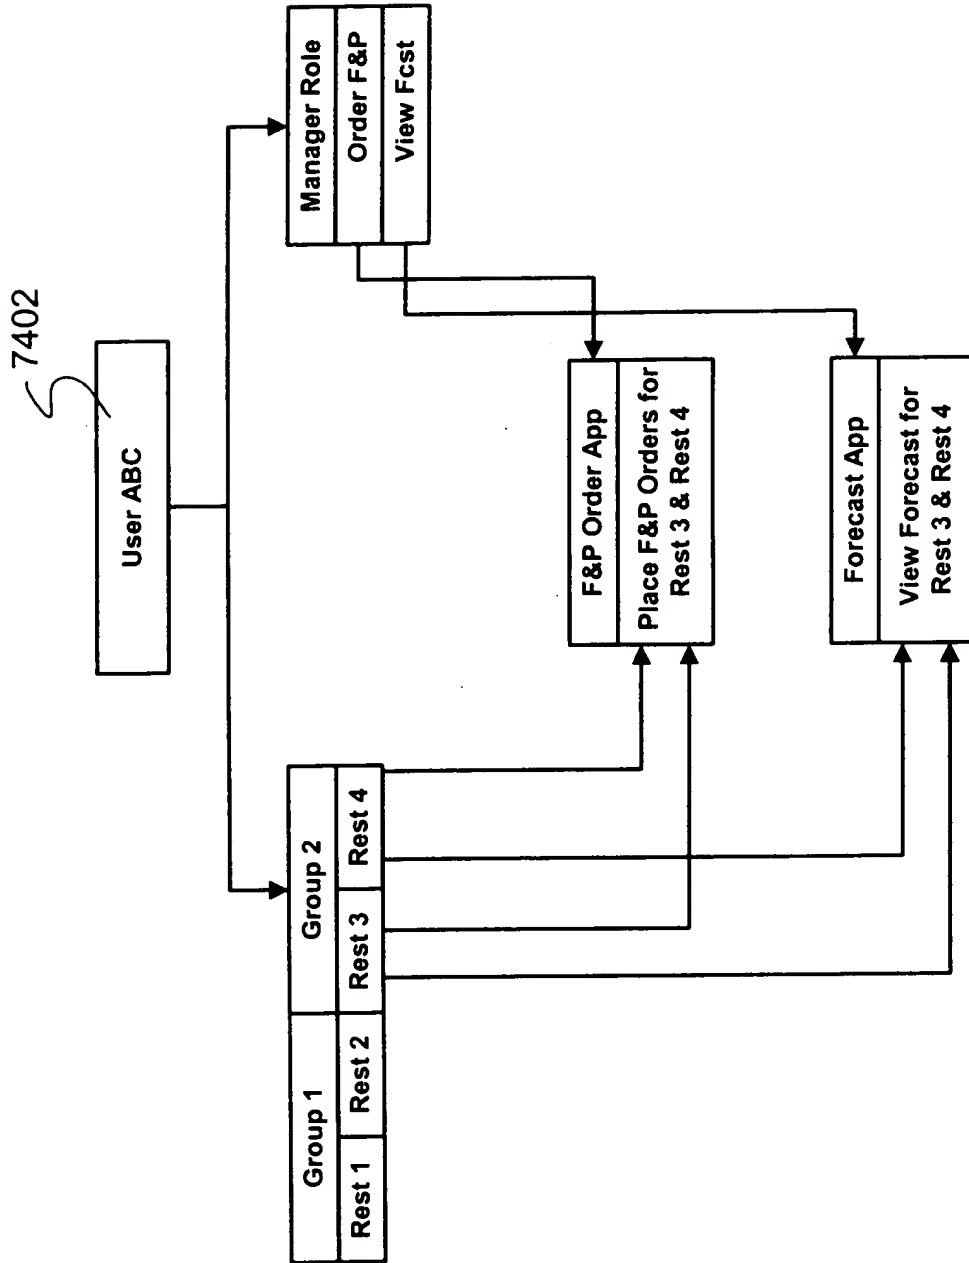 7402
User ABC
Group 1
Group 2
Rest 1
Rest 2
Rest 3
Rest 4
Manager Role
Order F&P
View Fcst
F&P Order App
Place F&P Orders for
Rest 3 & Rest 4
Forecast App
View Forecast for
Rest 3 & Rest 4